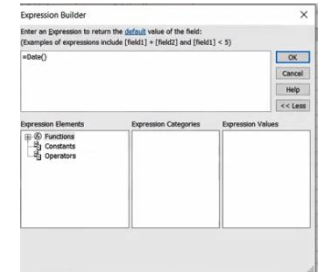 Expression Builder
Enter an Expression to return the default value of the field:
(Examples of expressions include [field1] + [field2] and [field1] < 5)
=Date()
OK
Cancel
Help
<< Less
Expression Elements
Expression Categories
Expression Values
Functions
Constants
Operators